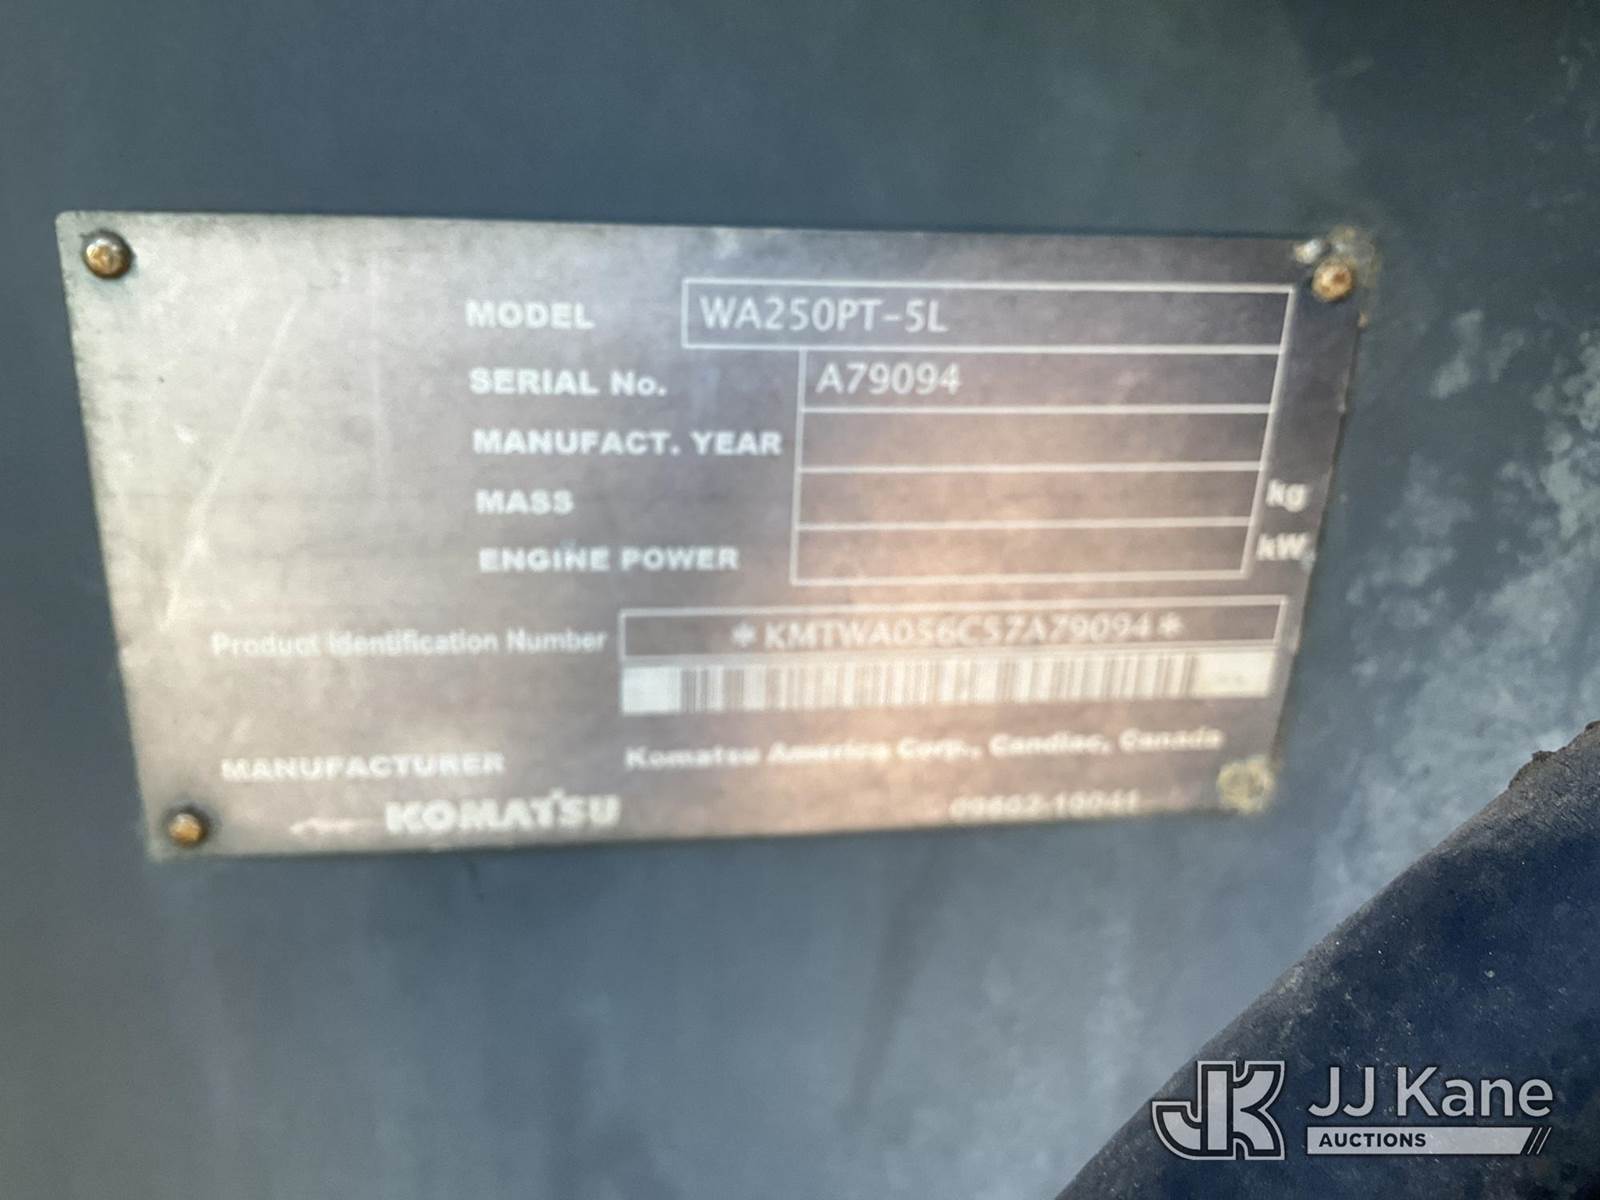 MODEL WA250PT-5L
SERIAL No. A79094
MANUFACT. YEAR
MASS kg
ENGINE POWER kW
Product Identification Number *KMTWA056C57A79094*
MANUFACTURER Komatsu America Corp., Candiac, Canada
KOMATSU
JJ Kane
AUCTIONS